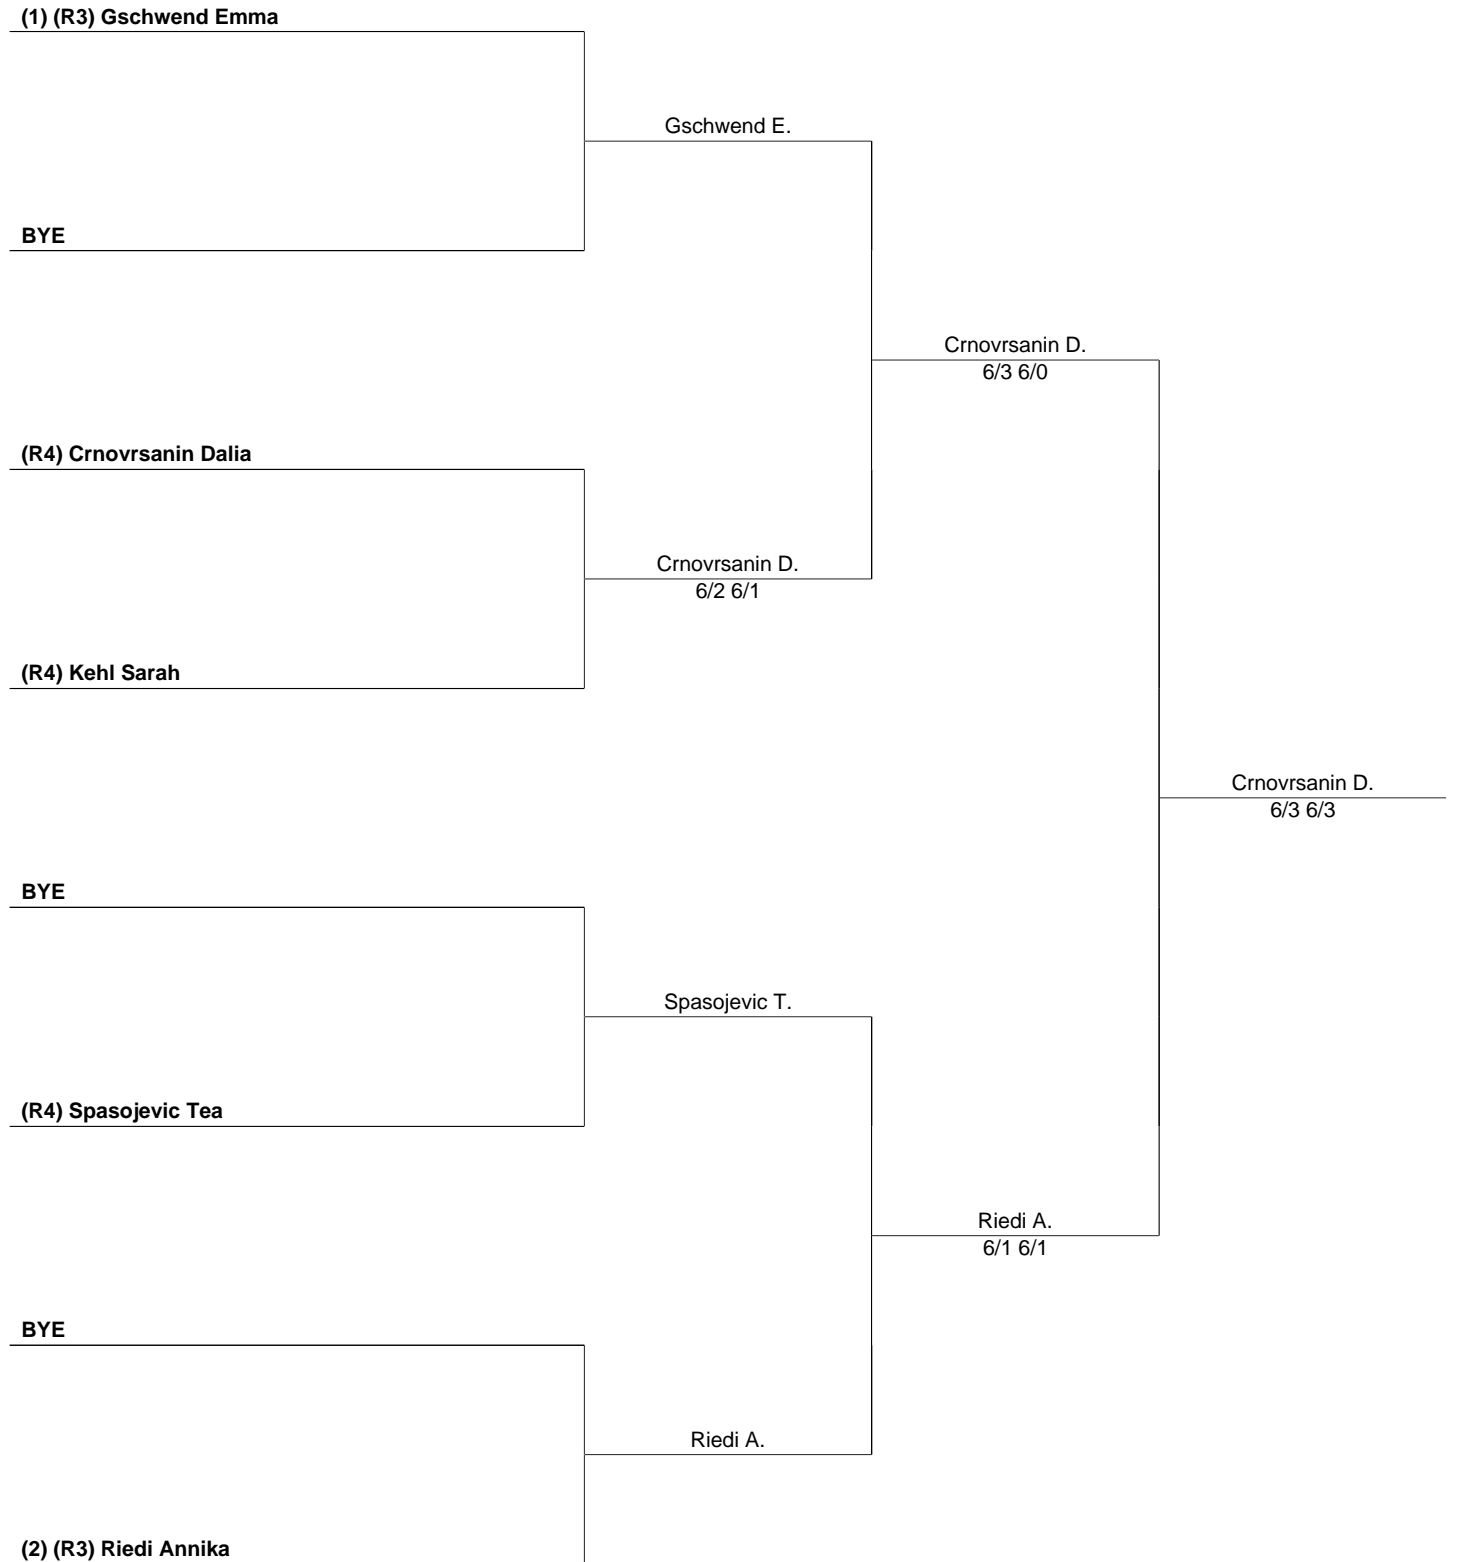 (1) (R3) Gschwend Emma
Gschwend E.
BYE
Crnovrsanin D.
6/3 6/0
(R4) Crnovrsanin Dalia
Crnovrsanin D.
6/2 6/1
(R4) Kehl Sarah
Crnovrsanin D.
6/3 6/3
BYE
Spasojevic T.
(R4) Spasojevic Tea
Riedi A.
6/1 6/1
BYE
Riedi A.
(2) (R3) Riedi Annika